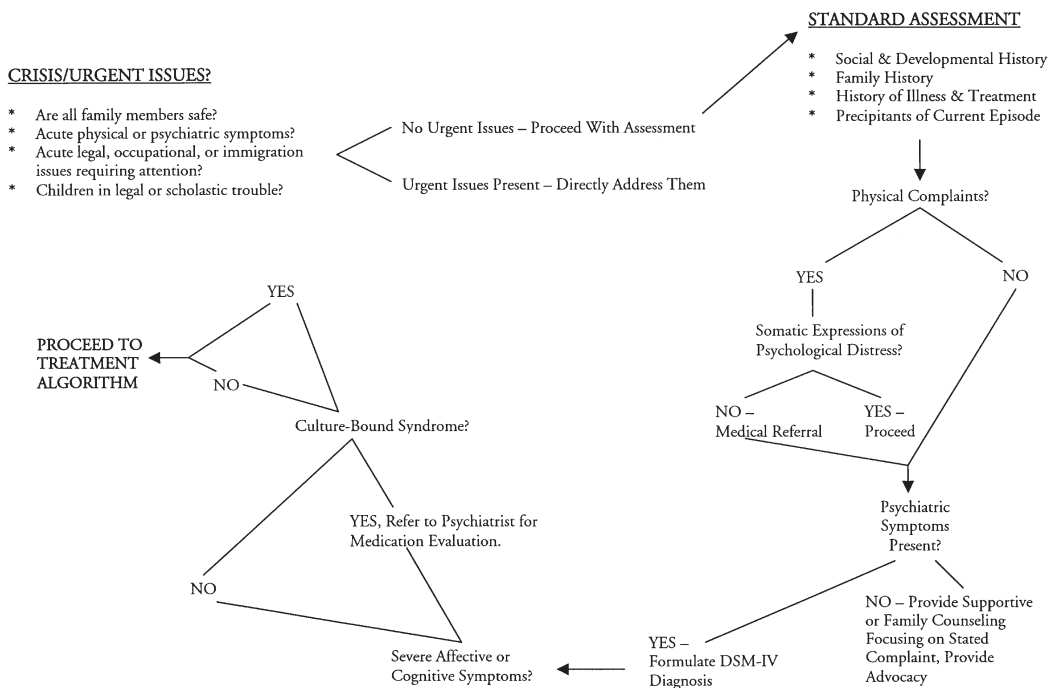 CRISIS/URGENT ISSUES?
* Are all family members safe?
* Acute physical or psychiatric symptoms?
* Acute legal, occupational, or immigration
issues requiring attention?
* Children in legal or scholastic trouble?
No Urgent Issues – Proceed With Assessment
Urgent Issues Present – Directly Address Them
STANDARD ASSESSMENT
* Social & Developmental History
* Family History
* History of Illness & Treatment
* Precipitants of Current Episode
Physical Complaints?
YES
NO
Somatic Expressions of
Psychological Distress?
NO –
Medical Referral
YES –
Proceed
Psychiatric
Symptoms
Present?
NO – Provide Supportive
or Family Counseling
Focusing on Stated
Complaint, Provide
Advocacy
YES –
Formulate DSM-IV
Diagnosis
Severe Affective or
Cognitive Symptoms?
YES, Refer to Psychiatrist for
Medication Evaluation.
NO
Culture-Bound Syndrome?
YES
NO
PROCEED TO
TREATMENT
ALGORITHM